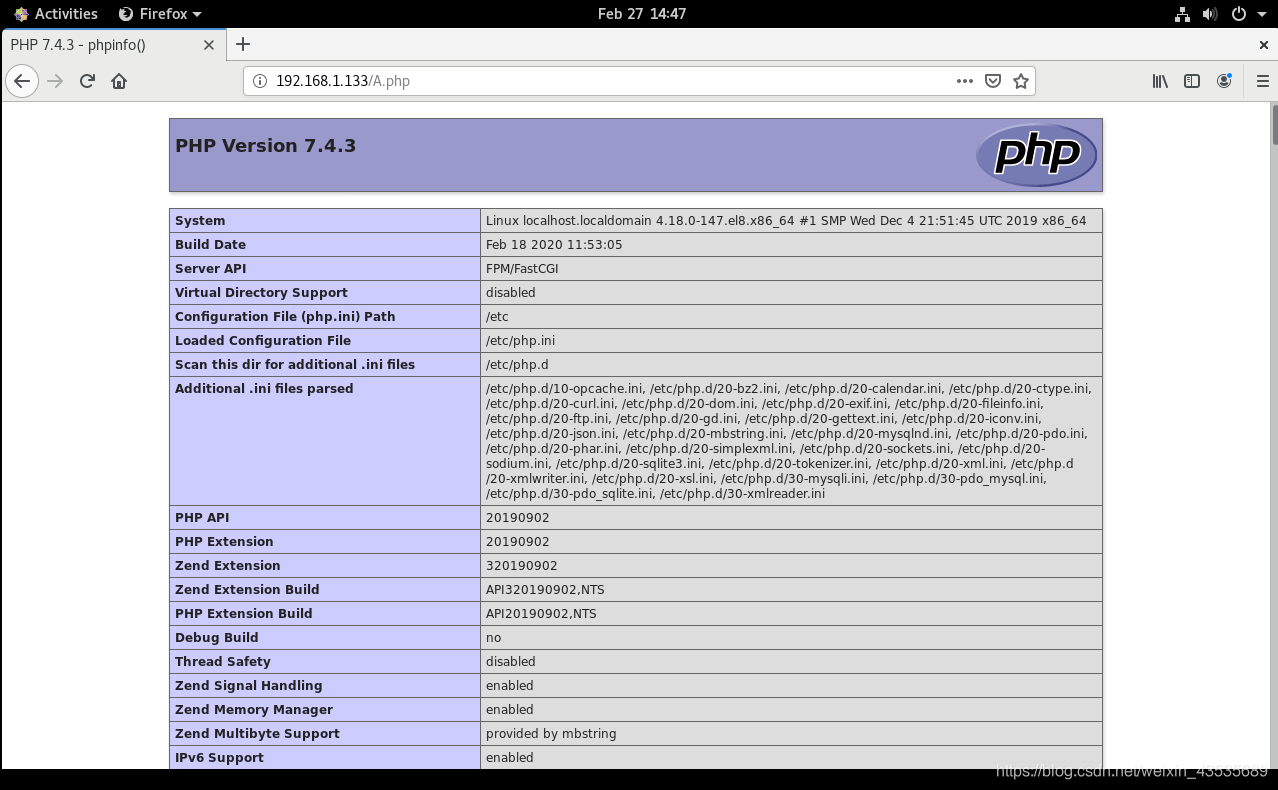 Activities Firefox Feb 27 14:47
PHP 7.4.3 - phpinfo()
192.168.1.133/A.php
PHP Version 7.4.3
php
System Linux localhost.localdomain 4.18.0-147.el8.x86_64 #1 SMP Wed Dec 4 21:51:45 UTC 2019 x86_64
Build Date Feb 18 2020 11:53:05
Server API FPM/FastCGI
Virtual Directory Support disabled
Configuration File (php.ini) Path /etc
Loaded Configuration File /etc/php.ini
Scan this dir for additional .ini files /etc/php.d
Additional .ini files parsed /etc/php.d/10-opcache.ini, /etc/php.d/20-bz2.ini, /etc/php.d/20-calendar.ini, /etc/php.d/20-ctype.ini,
/etc/php.d/20-curl.ini, /etc/php.d/20-dom.ini, /etc/php.d/20-exif.ini, /etc/php.d/20-fileinfo.ini,
/etc/php.d/20-ftp.ini, /etc/php.d/20-gd.ini, /etc/php.d/20-gettext.ini, /etc/php.d/20-iconv.ini,
/etc/php.d/20-json.ini, /etc/php.d/20-mbstring.ini, /etc/php.d/20-mysqlnd.ini, /etc/php.d/20-pdo.ini,
/etc/php.d/20-phar.ini, /etc/php.d/20-simplexml.ini, /etc/php.d/20-sockets.ini, /etc/php.d/20-
sodium.ini, /etc/php.d/20-sqlite3.ini, /etc/php.d/20-tokenizer.ini, /etc/php.d/20-xml.ini, /etc/php.d
/20-xmlwriter.ini, /etc/php.d/20-xsl.ini, /etc/php.d/30-mysqli.ini, /etc/php.d/30-pdo_mysql.ini,
/etc/php.d/30-pdo_sqlite.ini, /etc/php.d/30-xmlreader.ini
PHP API 20190902
PHP Extension 20190902
Zend Extension 320190902
Zend Extension Build API320190902,NTS
PHP Extension Build API20190902,NTS
Debug Build no
Thread Safety disabled
Zend Signal Handling enabled
Zend Memory Manager enabled
Zend Multibyte Support provided by mbstring
IPv6 Support enabled
https://blog.csdn.net/weixin_43535689